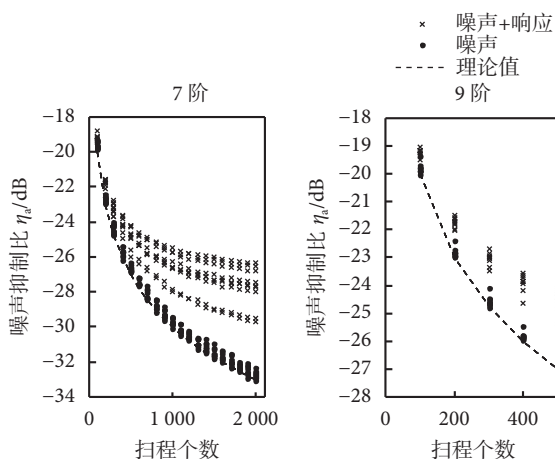 × 噪声+响应
● 噪声
---- 理论值
7 阶
噪声抑制比 ηa/dB
−18
−20
−22
−24
−26
−28
−30
−32
−34
0
1 000
2 000
扫程个数
9 阶
噪声抑制比 ηa/dB
−18
−19
−20
−21
−22
−23
−24
−25
−26
−27
−28
0
200
400
扫程个数